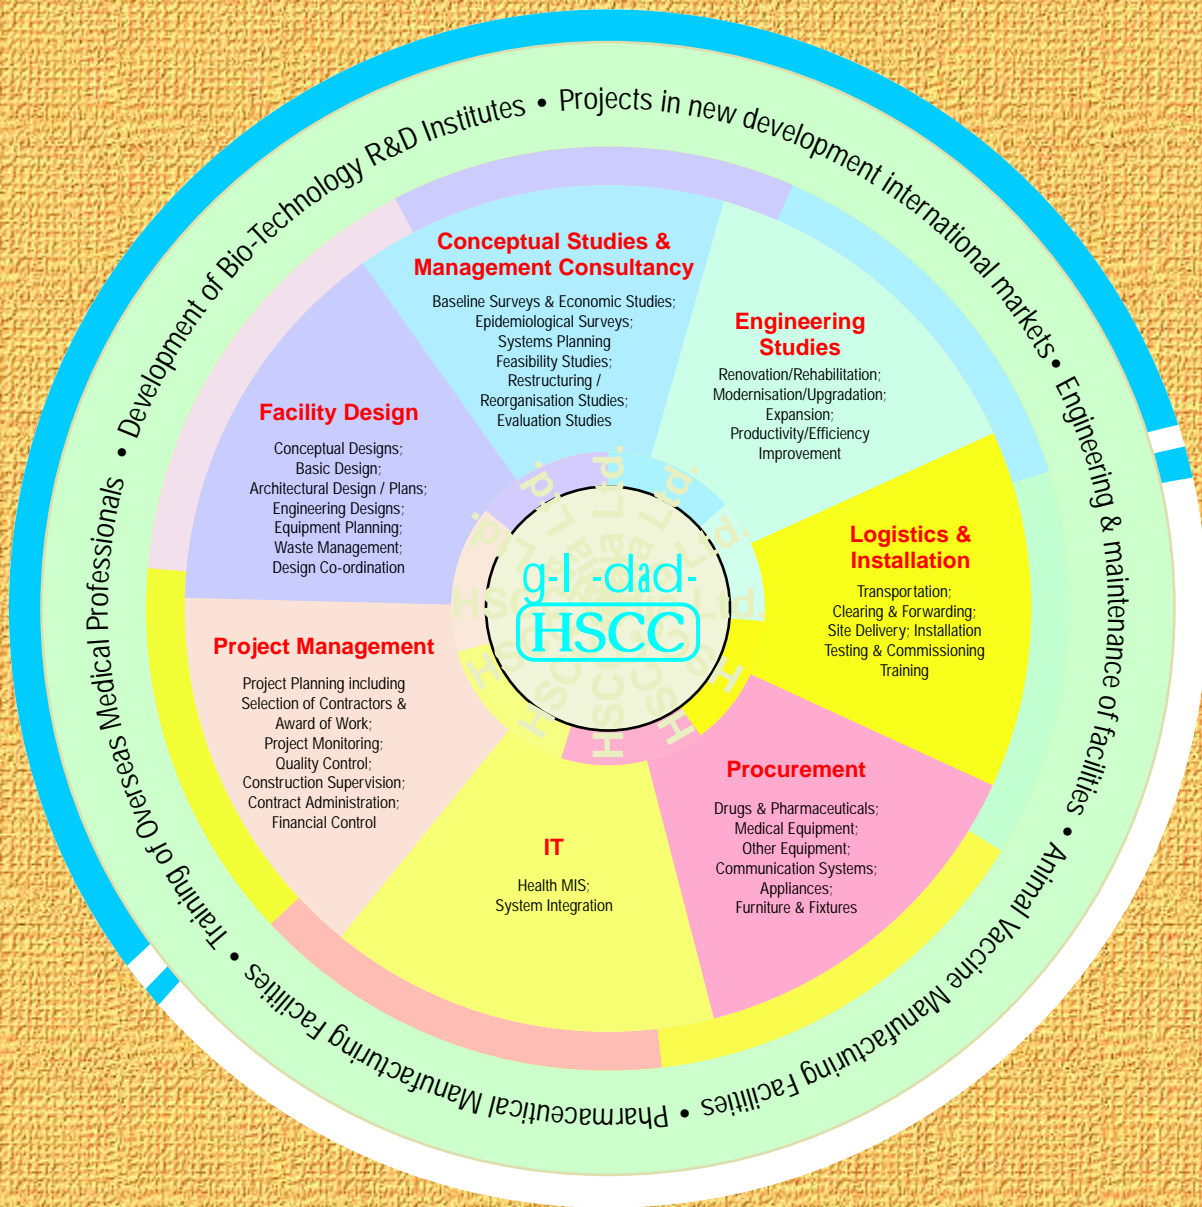 Projects in new development international markets •
Engineering & maintenance of facilities •
Animal Vaccine Manufacturing Facilities •
Pharmaceutical Manufacturing Facilities •
Training of Overseas Medical Professionals •
Development of Bio-Technology R&D Institutes •
Conceptual Studies &
Management Consultancy
Baseline Surveys & Economic Studies;
Epidemiological Surveys;
Systems Planning
Feasibility Studies;
Restructuring /
Reorganisation Studies;
Evaluation Studies
Engineering
Studies
Renovation/Rehabilitation;
Modernisation/Upgradation;
Expansion;
Productivity/Efficiency
Improvement
Logistics &
Installation
Transportation;
Clearing & Forwarding;
Site Delivery; Installation
Testing & Commissioning
Training
Procurement
Drugs & Pharmaceuticals;
Medical Equipment;
Other Equipment;
Communication Systems;
Appliances;
Furniture & Fixtures
IT
Health MIS;
System Integration
Project Management
Project Planning including
Selection of Contractors &
Award of Work;
Project Monitoring;
Quality Control;
Construction Supervision;
Contract Administration;
Financial Control
Facility Design
Conceptual Designs;
Basic Design;
Architectural Design / Plans;
Engineering Designs;
Equipment Planning;
Waste Management;
Design Co-ordination
g-l -dad-
HSCC